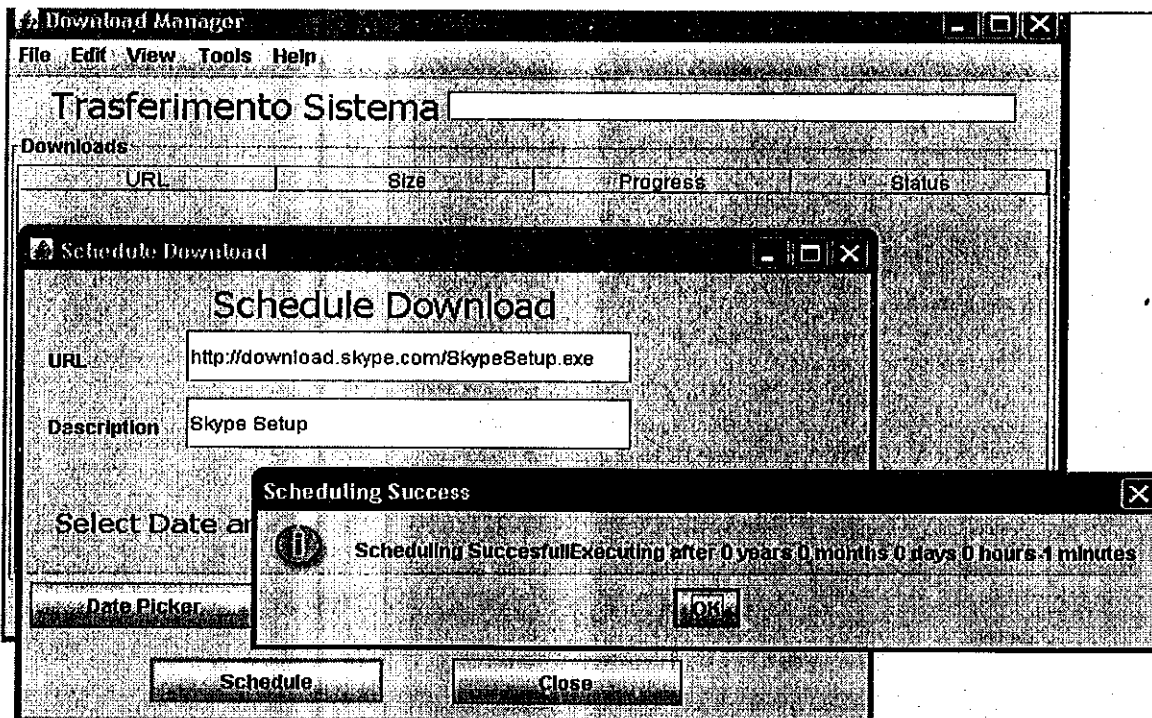 Download Manager
File Edit View Tools Help
Trasferimento Sistema
Downloads
URL Size Progress Status
Schedule Download
Schedule Download
URL http://download.skype.com/SkypeSetup.exe
Description Skype Setup
Scheduling Success
Select Date an
Scheduling SuccesfullExecuting after 0 years 0 months 0 days 0 hours 1 minutes
Date Picker
OK
Schedule Close